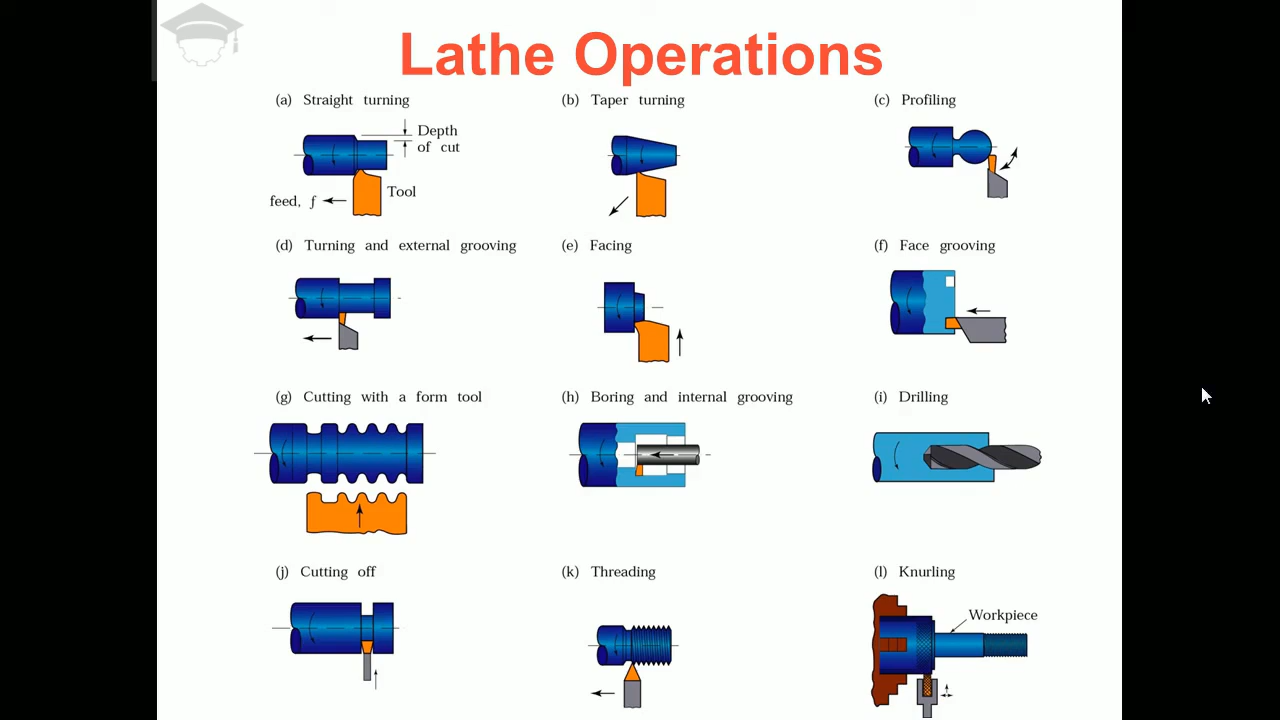 Lathe Operations
(a) Straight turning
(b) Taper turning
(c) Profiling
Depth
of cut
Tool
feed, f
(d) Turning and external grooving
(e) Facing
(f) Face grooving
(g) Cutting with a form tool
(h) Boring and internal grooving
(i) Drilling
(j) Cutting off
(k) Threading
(l) Knurling
Workpiece